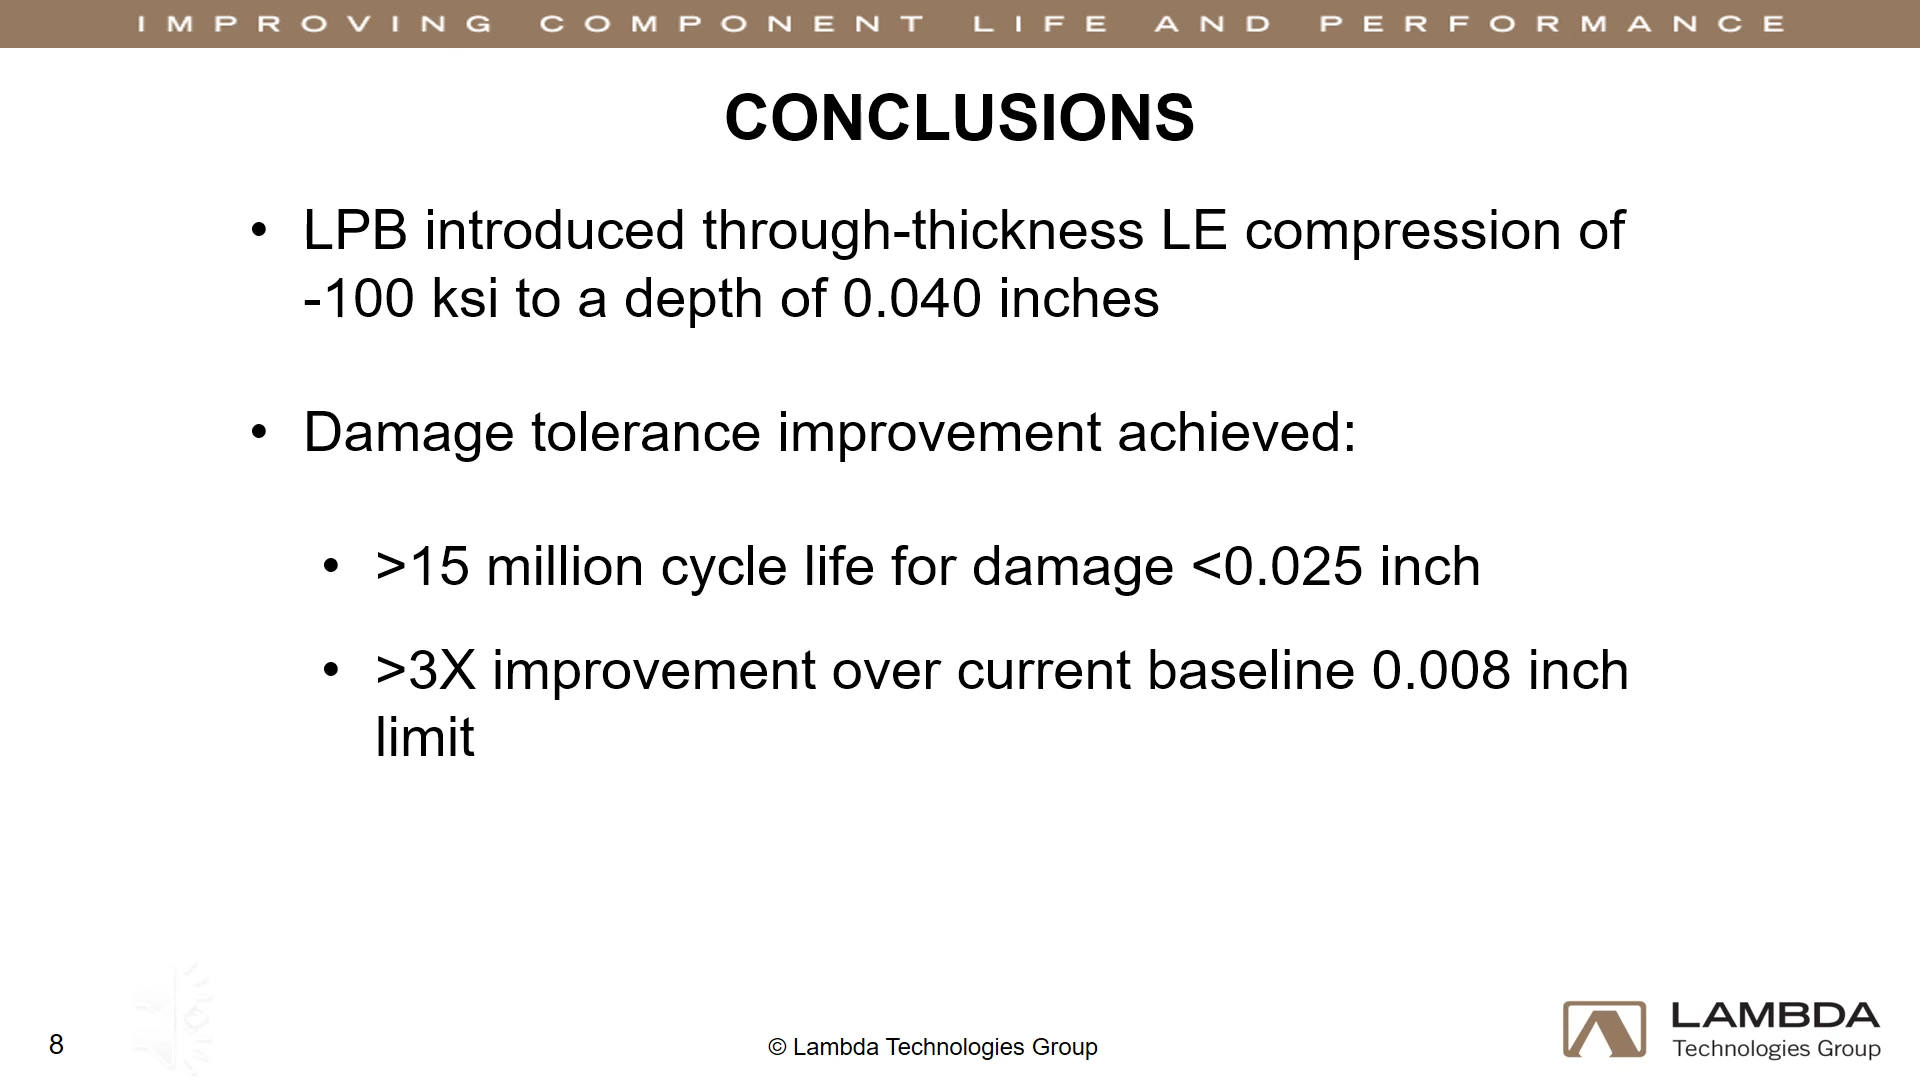 IMPROVING COMPONENT LIFE AND PERFORMANCE
CONCLUSIONS
• LPB introduced through-thickness LE compression of
-100 ksi to a depth of 0.040 inches
• Damage tolerance improvement achieved:
• >15 million cycle life for damage <0.025 inch
• >3X improvement over current baseline 0.008 inch
limit
8
© Lambda Technologies Group
LAMBDA
Technologies Group